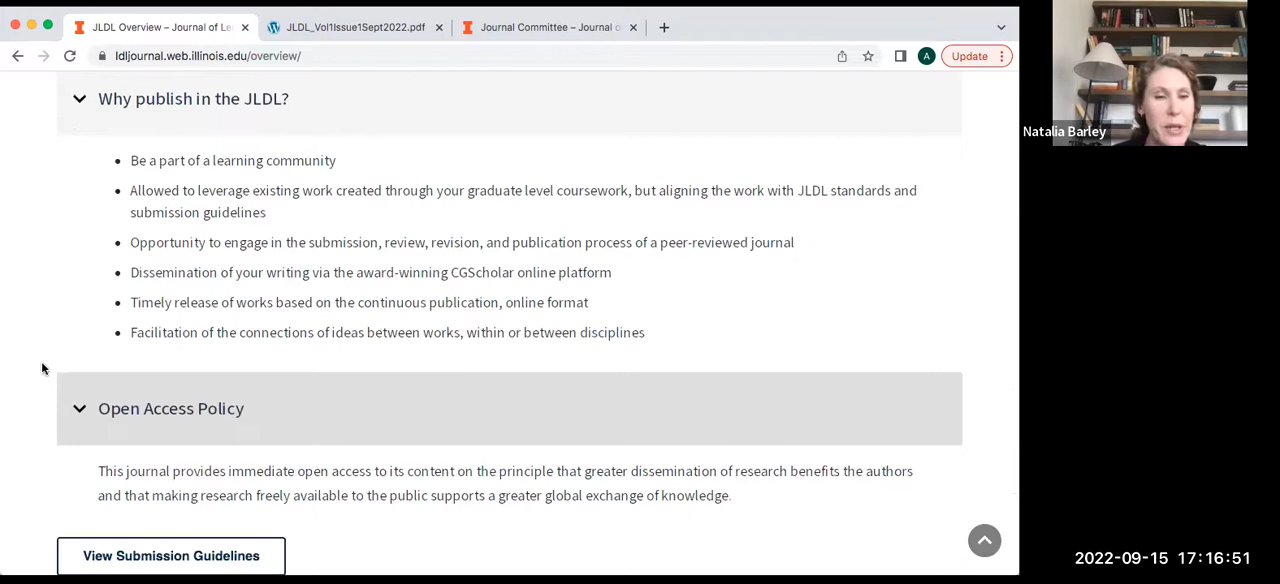 JLDL Overview – Journal of Le
JLDL_Vol1Issue1Sept2022.pdf
Journal Committee – Journal o
ldljournal.web.illinois.edu/overview/
A
Update
Why publish in the JLDL?
Be a part of a learning community
Allowed to leverage existing work created through your graduate level coursework, but aligning the work with JLDL standards and
submission guidelines
Opportunity to engage in the submission, review, revision, and publication process of a peer-reviewed journal
Dissemination of your writing via the award-winning CGScholar online platform
Timely release of works based on the continuous publication, online format
Facilitation of the connections of ideas between works, within or between disciplines
Open Access Policy
This journal provides immediate open access to its content on the principle that greater dissemination of research benefits the authors
and that making research freely available to the public supports a greater global exchange of knowledge.
View Submission Guidelines
Natalia Barley
2022-09-15 17:16:51